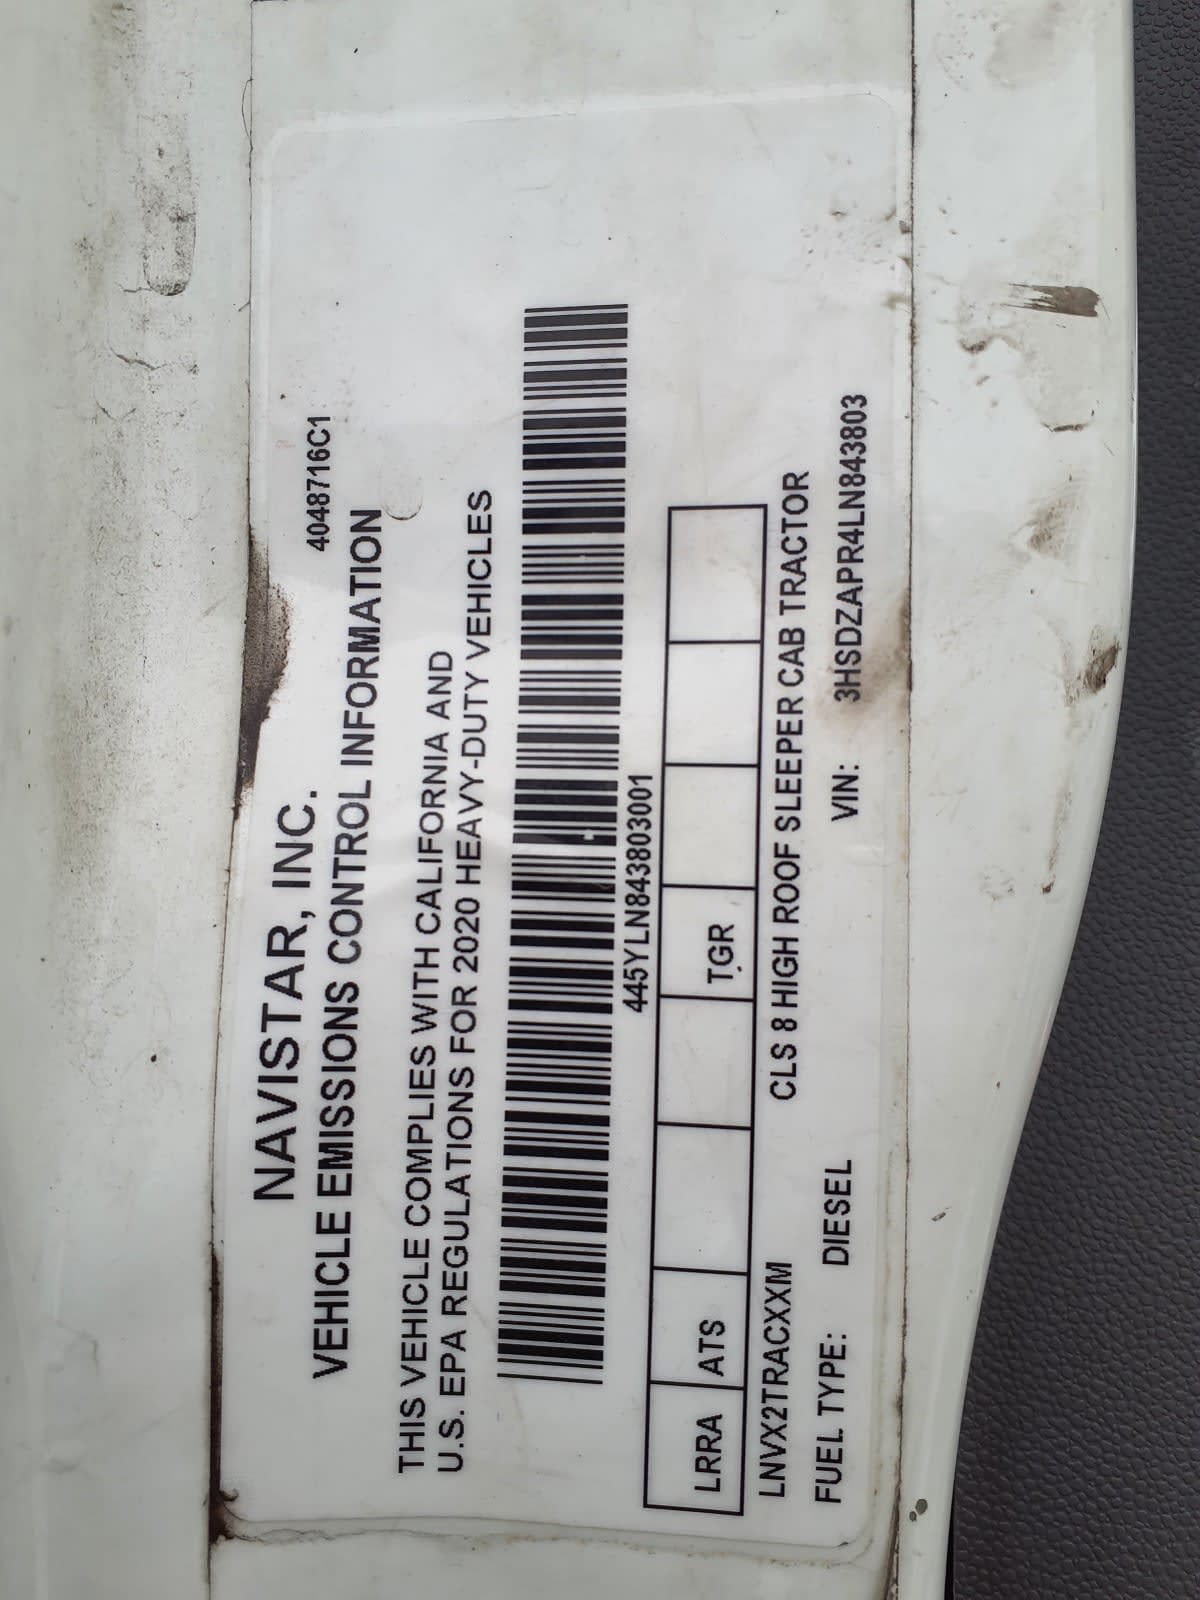 4048716C1
NAVISTAR, INC.
VEHICLE EMISSIONS CONTROL INFORMATION
THIS VEHICLE COMPLIES WITH CALIFORNIA AND
U.S. EPA REGULATIONS FOR 2020 HEAVY-DUTY VEHICLES
445YLN843803001
LRRA ATS TGR
LNVX2TRACXXM CLS 8 HIGH ROOF SLEEPER CAB TRACTOR
FUEL TYPE: DIESEL VIN: 3HSDZAPR4LN843803